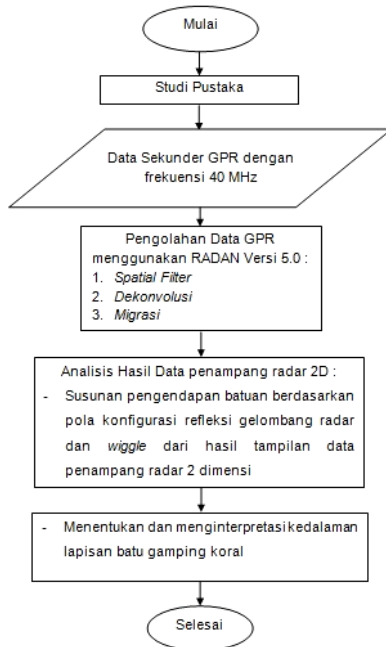 Mulai
Studi Pustaka
Data Sekunder GPR dengan
frekuensi 40 MHz
Pengolahan Data GPR
menggunakan RADAN Versi 5.0 :
1. Spatial Filter
2. Dekonvolusi
3. Migrasi
Analisis Hasil Data penampang radar 2D :
- Susunan pengendapan batuan berdasarkan
pola konfigurasi refleksi gelombang radar
dan wiggle dari hasil tampilan data
penampang radar 2 dimensi
- Menentukan dan menginterpretasi kedalaman
lapisan batu gamping koral
Selesai